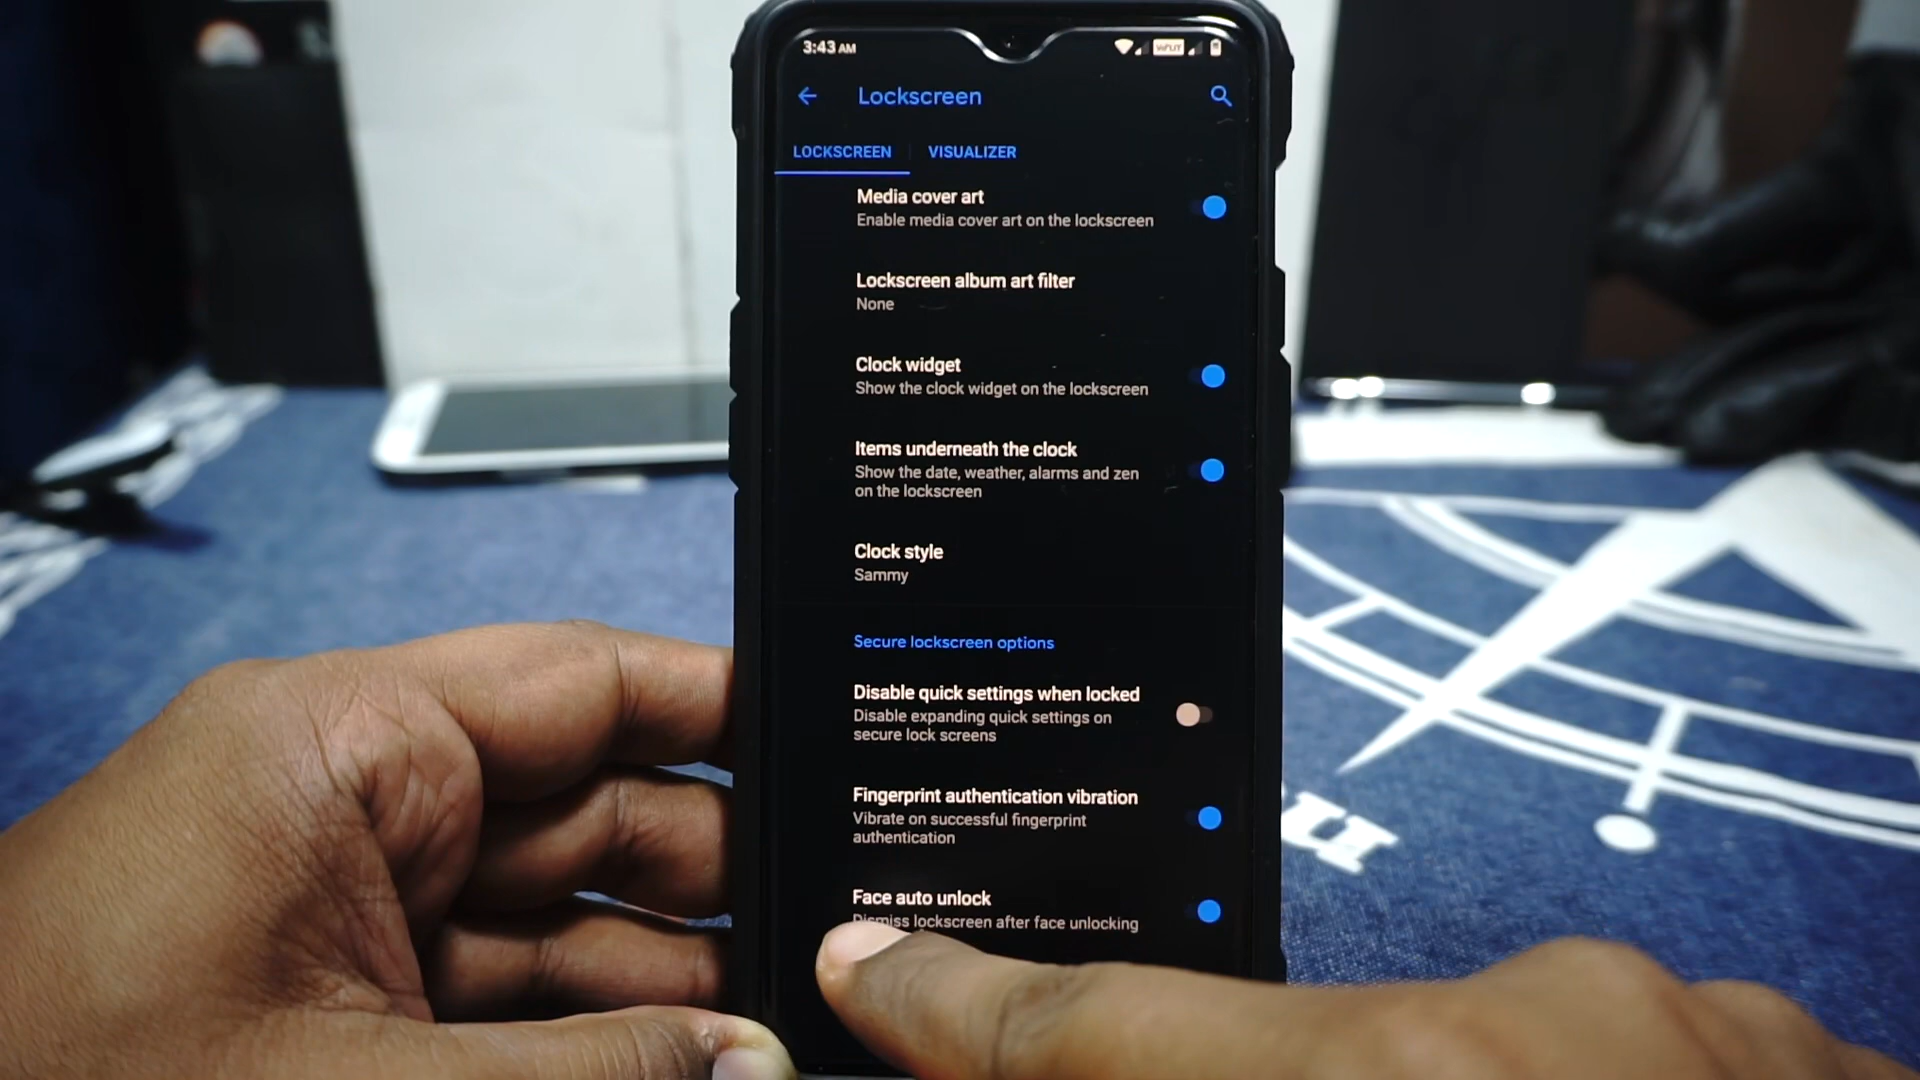 3:43 AM
Lockscreen
LOCKSCREEN
VISUALIZER
Media cover art
Enable media cover art on the lockscreen
Lockscreen album art filter
None
Clock widget
Show the clock widget on the lockscreen
Items underneath the clock
Show the date, weather, alarms and zen
on the lockscreen
Clock style
Sammy
Secure lockscreen options
Disable quick settings when locked
Disable expanding quick settings on
secure lock screens
Fingerprint authentication vibration
Vibrate on successful fingerprint
authentication
Face auto unlock
Dismiss lockscreen after face unlocking